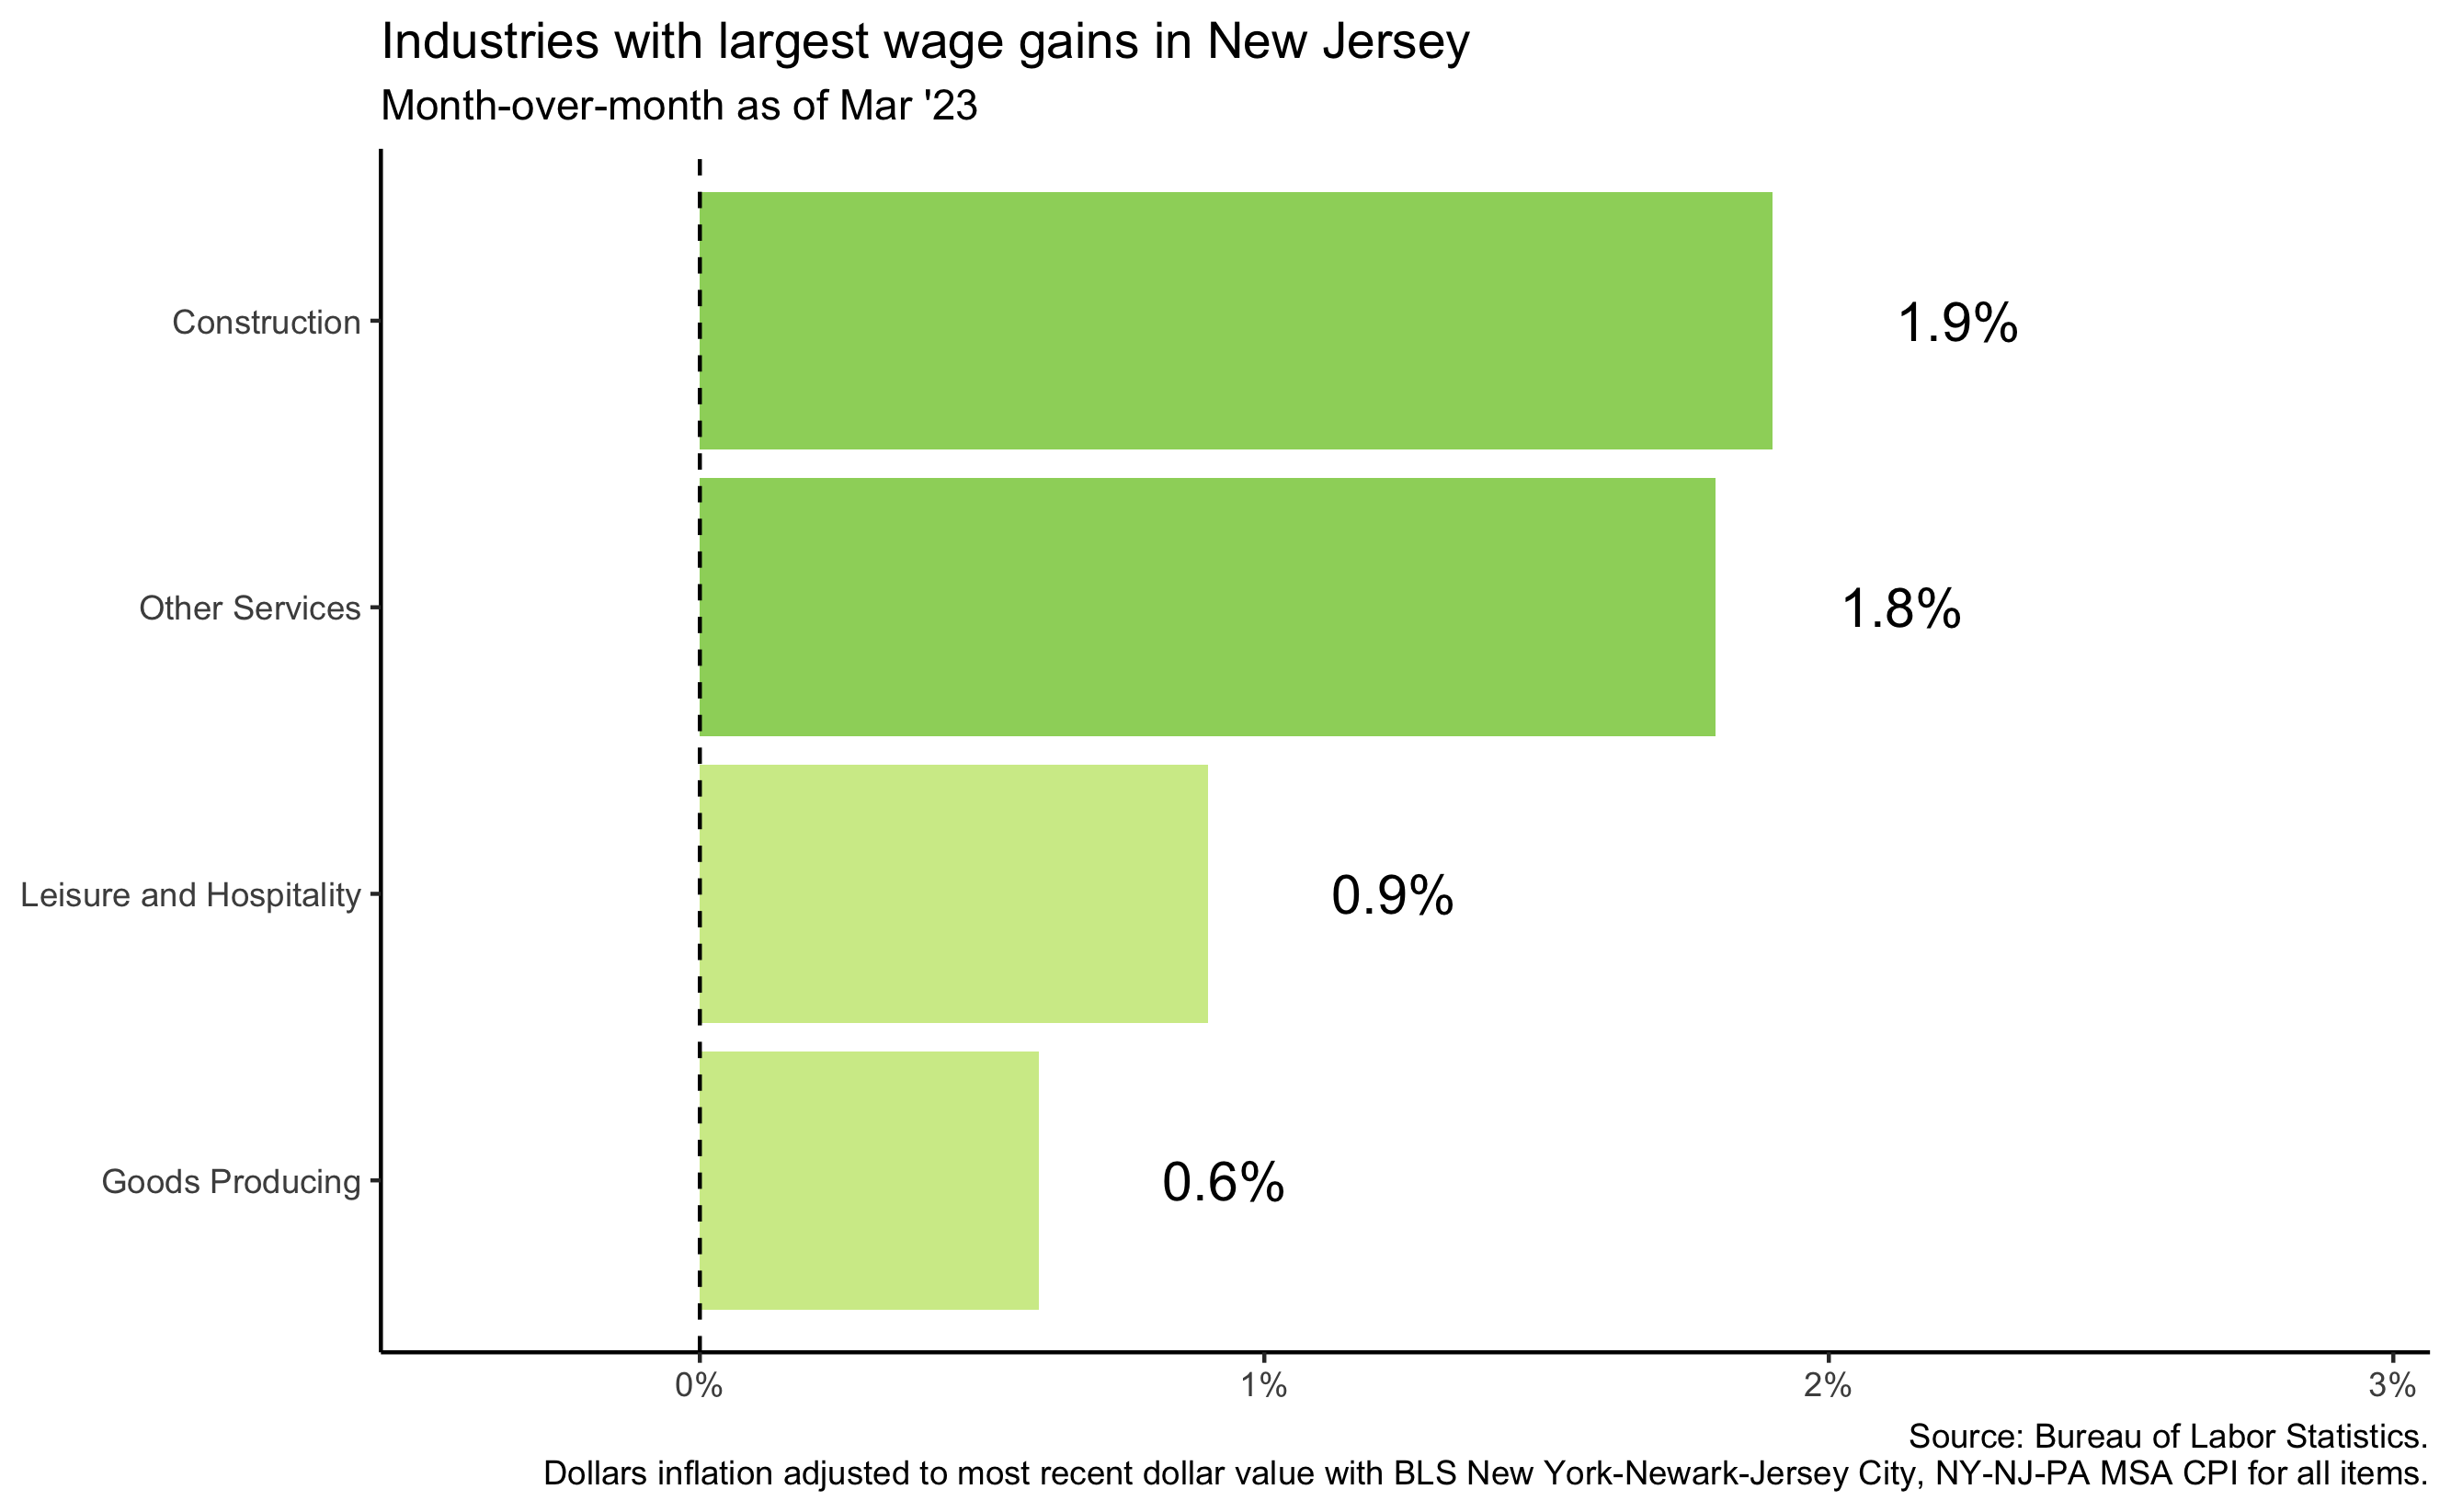 Industries with largest wage gains in New Jersey
Month-over-month as of Mar '23
Construction
1.9%
Other Services
1.8%
Leisure and Hospitality
0.9%
Goods Producing
0.6%
0%
1%
2%
3%
Source: Bureau of Labor Statistics.
Dollars inflation adjusted to most recent dollar value with BLS New York-Newark-Jersey City, NY-NJ-PA MSA CPI for all items.